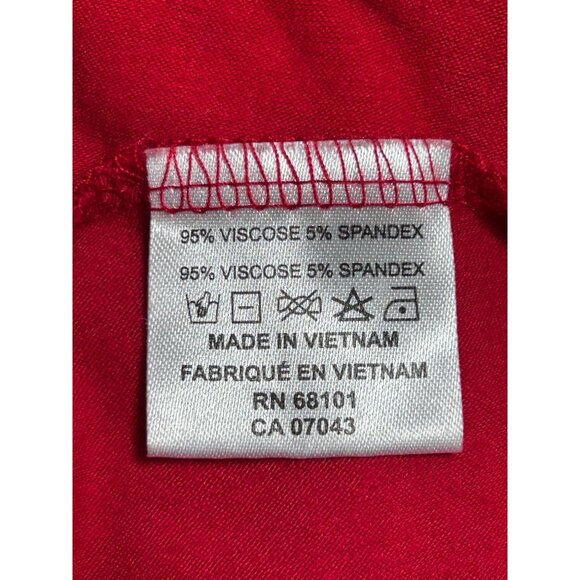 95% VISCOSE 5% SPANDEX
95% VISCOSE 5% SPANDEX
MADE IN VIETNAM
FABRIQUÉ EN VIETNAM
RN 68101
CA 07043